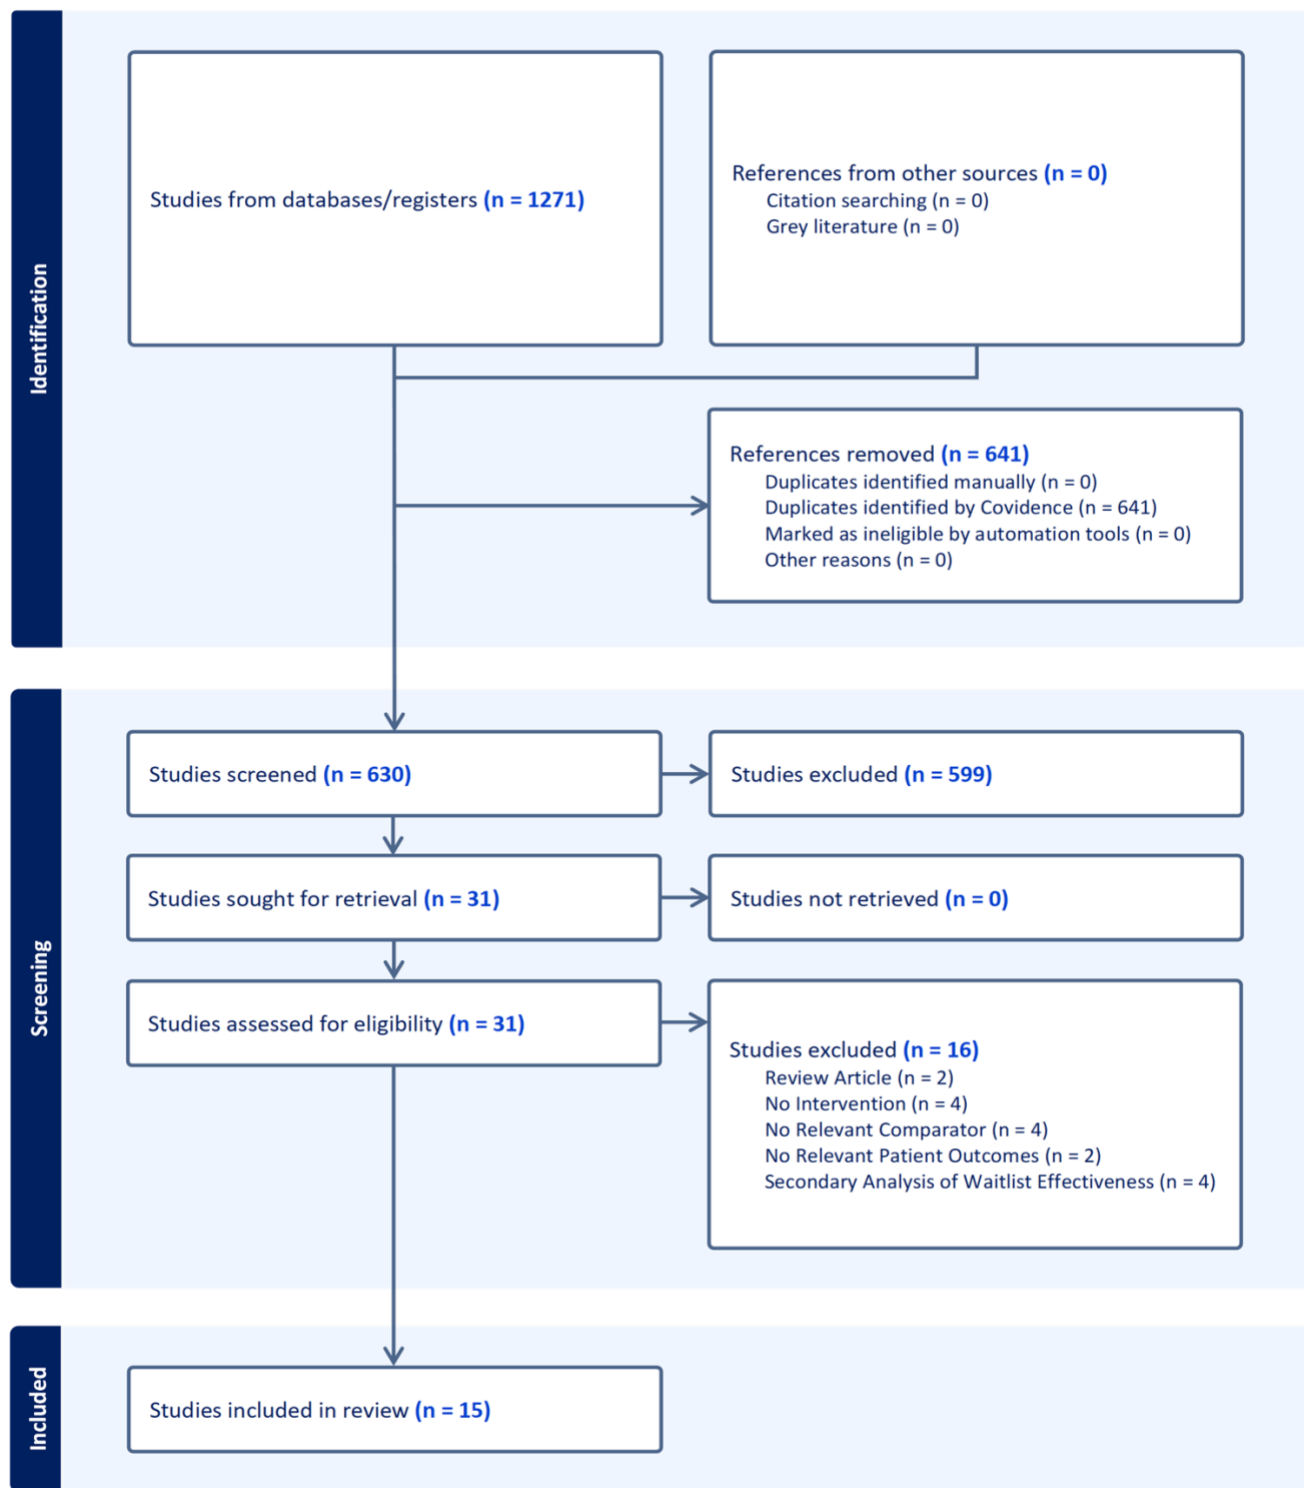 Identification
Studies from databases/registers (n = 1271)
References from other sources (n = 0)
Citation searching (n = 0)
Grey literature (n = 0)
References removed (n = 641)
Duplicates identified manually (n = 0)
Duplicates identified by Covidence (n = 641)
Marked as ineligible by automation tools (n = 0)
Other reasons (n = 0)
Screening
Studies screened (n = 630)
Studies excluded (n = 599)
Studies sought for retrieval (n = 31)
Studies not retrieved (n = 0)
Studies assessed for eligibility (n = 31)
Studies excluded (n = 16)
Review Article (n = 2)
No Intervention (n = 4)
No Relevant Comparator (n = 4)
No Relevant Patient Outcomes (n = 2)
Secondary Analysis of Waitlist Effectiveness (n = 4)
Included
Studies included in review (n = 15)